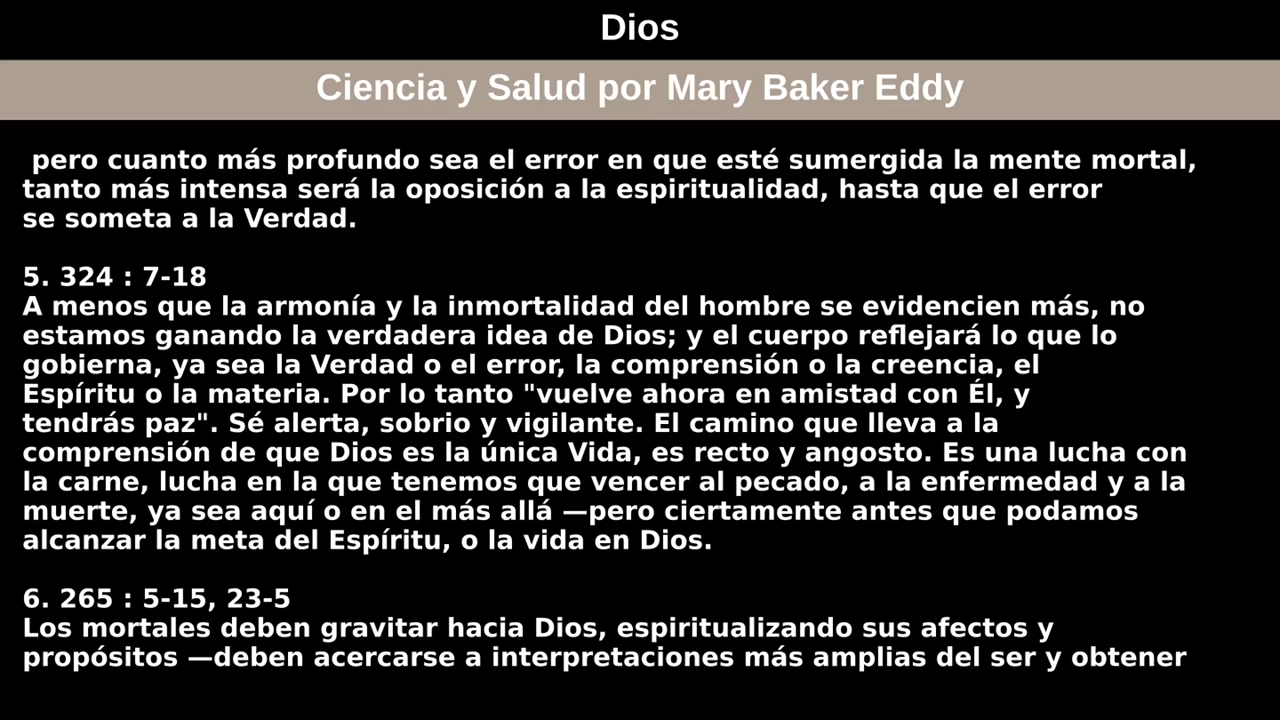 Dios
Ciencia y Salud por Mary Baker Eddy
pero cuanto más profundo sea el error en que esté sumergida la mente mortal,
tanto más intensa será la oposición a la espiritualidad, hasta que el error
se someta a la Verdad.
5. 324 : 7-18
A menos que la armonía y la inmortalidad del hombre se evidencien más, no
estamos ganando la verdadera idea de Dios; y el cuerpo reflejará lo que lo
gobierna, ya sea la Verdad o el error, la comprensión o la creencia, el
Espíritu o la materia. Por lo tanto "vuelve ahora en amistad con Él, y
tendrás paz". Sé alerta, sobrio y vigilante. El camino que lleva a la
comprensión de que Dios es la única Vida, es recto y angosto. Es una lucha con
la carne, lucha en la que tenemos que vencer al pecado, a la enfermedad y a la
muerte, ya sea aquí o en el más allá —pero ciertamente antes que podamos
alcanzar la meta del Espíritu, o la vida en Dios.
6. 265 : 5-15, 23-5
Los mortales deben gravitar hacia Dios, espiritualizando sus afectos y
propósitos —deben acercarse a interpretaciones más amplias del ser y obtener